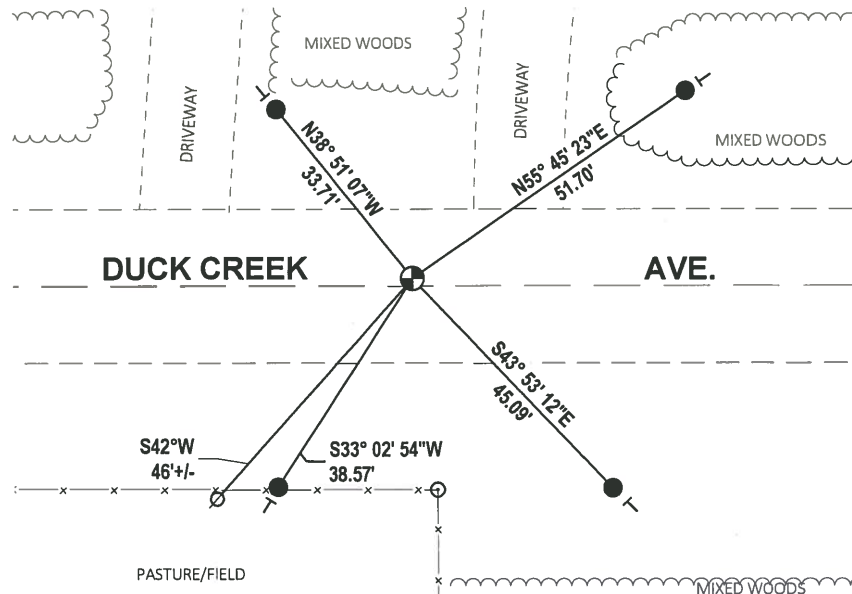 MIXED WOODS
DRIVEWAY
DRIVEWAY
MIXED WOODS
N38° 51' 07"W
33.71'
N55° 45' 23"E
51.70'
DUCK CREEK AVE.
S43° 53' 12"E
45.09'
S42°W
46'+/-
S33° 02' 54"W
38.57'
PASTURE/FIELD
MIXED WOODS